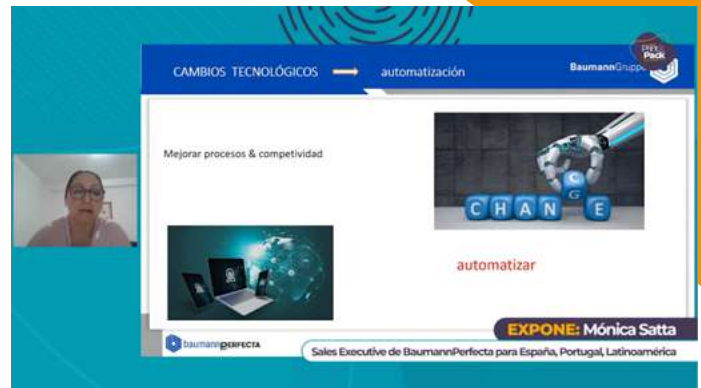 Print
Pack
CAMBIOS TECNOLÓGICOS
automatización
BaumannGruppe
Mejorar procesos & competividad
C H A N
C
G
E
automatizar
baumannperfecta
EXPONE: Mónica Satta
Sales Executive de BaumannPerfecta para España, Portugal, Latinoamérica